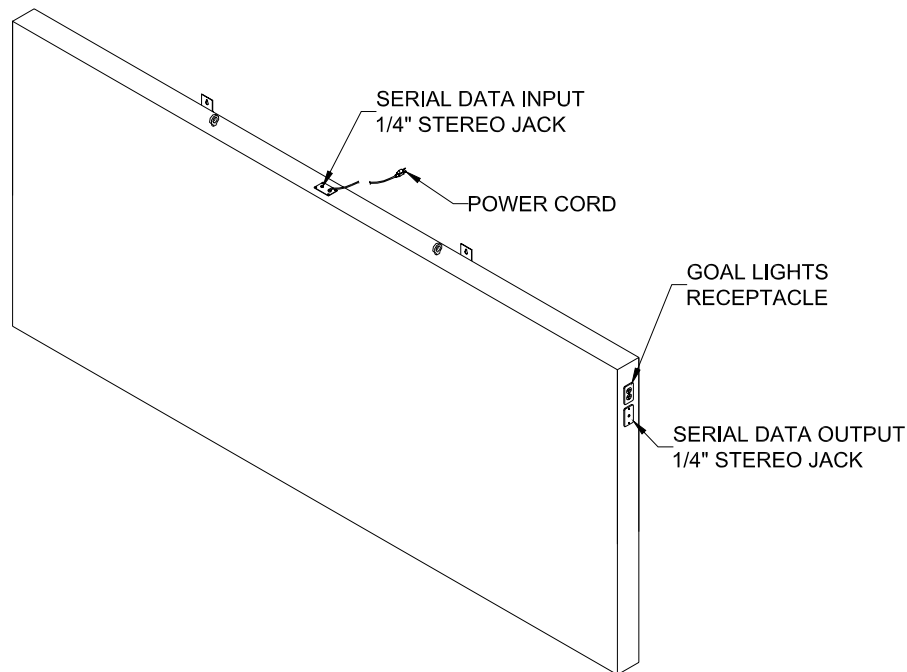 SERIAL DATA INPUT
1/4" STEREO JACK
POWER CORD
GOAL LIGHTS
RECEPTACLE
SERIAL DATA OUTPUT
1/4" STEREO JACK